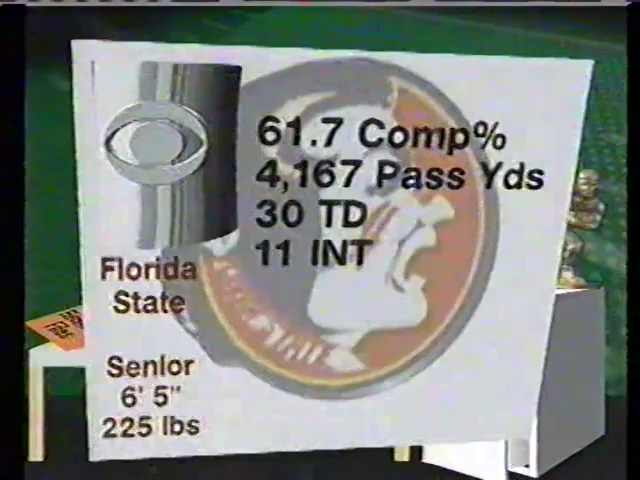 61.7 Comp%
4,167 Pass Yds
30 TD
11 INT
Florida
State
Senior
6' 5"
225 lbs